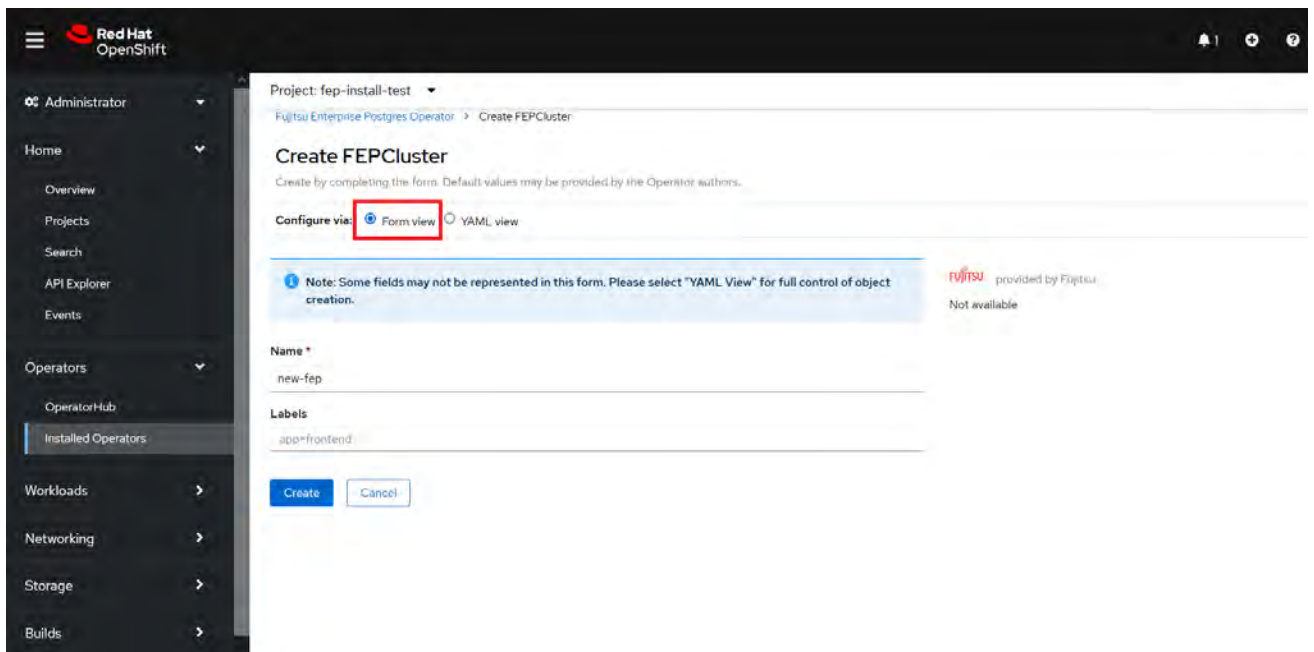 Red Hat
OpenShift
1
Administrator
Home
Overview
Projects
Search
API Explorer
Events
Operators
OperatorHub
Installed Operators
Workloads
Networking
Storage
Builds
Project: fep-install-test
Fujitsu Enterprise Postgres Operator > Create FEPCluster
Create FEPCluster
Create by completing the form. Default values may be provided by the Operator authors.
Configure via: Form view YAML view
Note: Some fields may not be represented in this form. Please select "YAML View" for full control of object
creation.
Name *
new-fep
Labels
app=frontend
Create Cancel
FUJITSU provided by Fujitsu
Not available